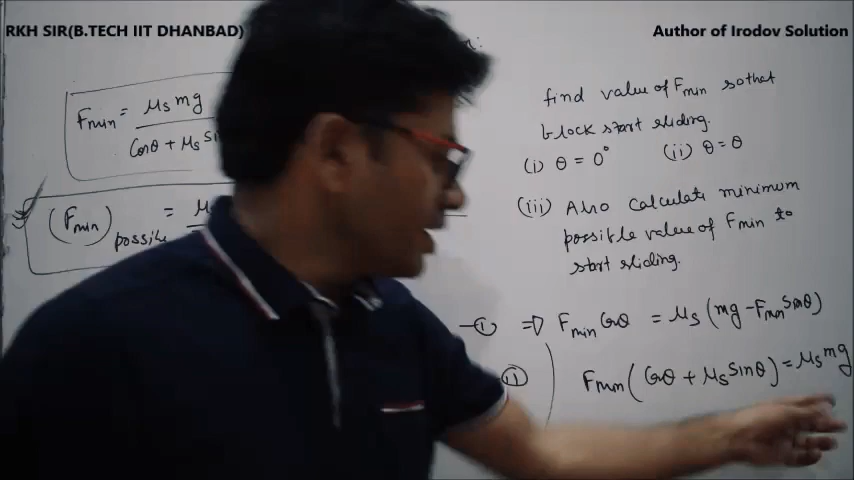 RKH SIR(B.TECH IIT DHANBAD)
Author of Irodov Solution
Fmin = μs mg
Cosθ + μs
(Fmin) possible =
find value of Fmin so that
block start sliding.
(i) θ = 0° (ii) θ = θ
(iii) Also calculate minimum
possible value of Fmin to
start sliding.
—① ⇒ Fmin Cosθ = μs (mg - Fmin Sinθ)
⑪ Fmin (Cosθ + μs Sinθ) = μs mg